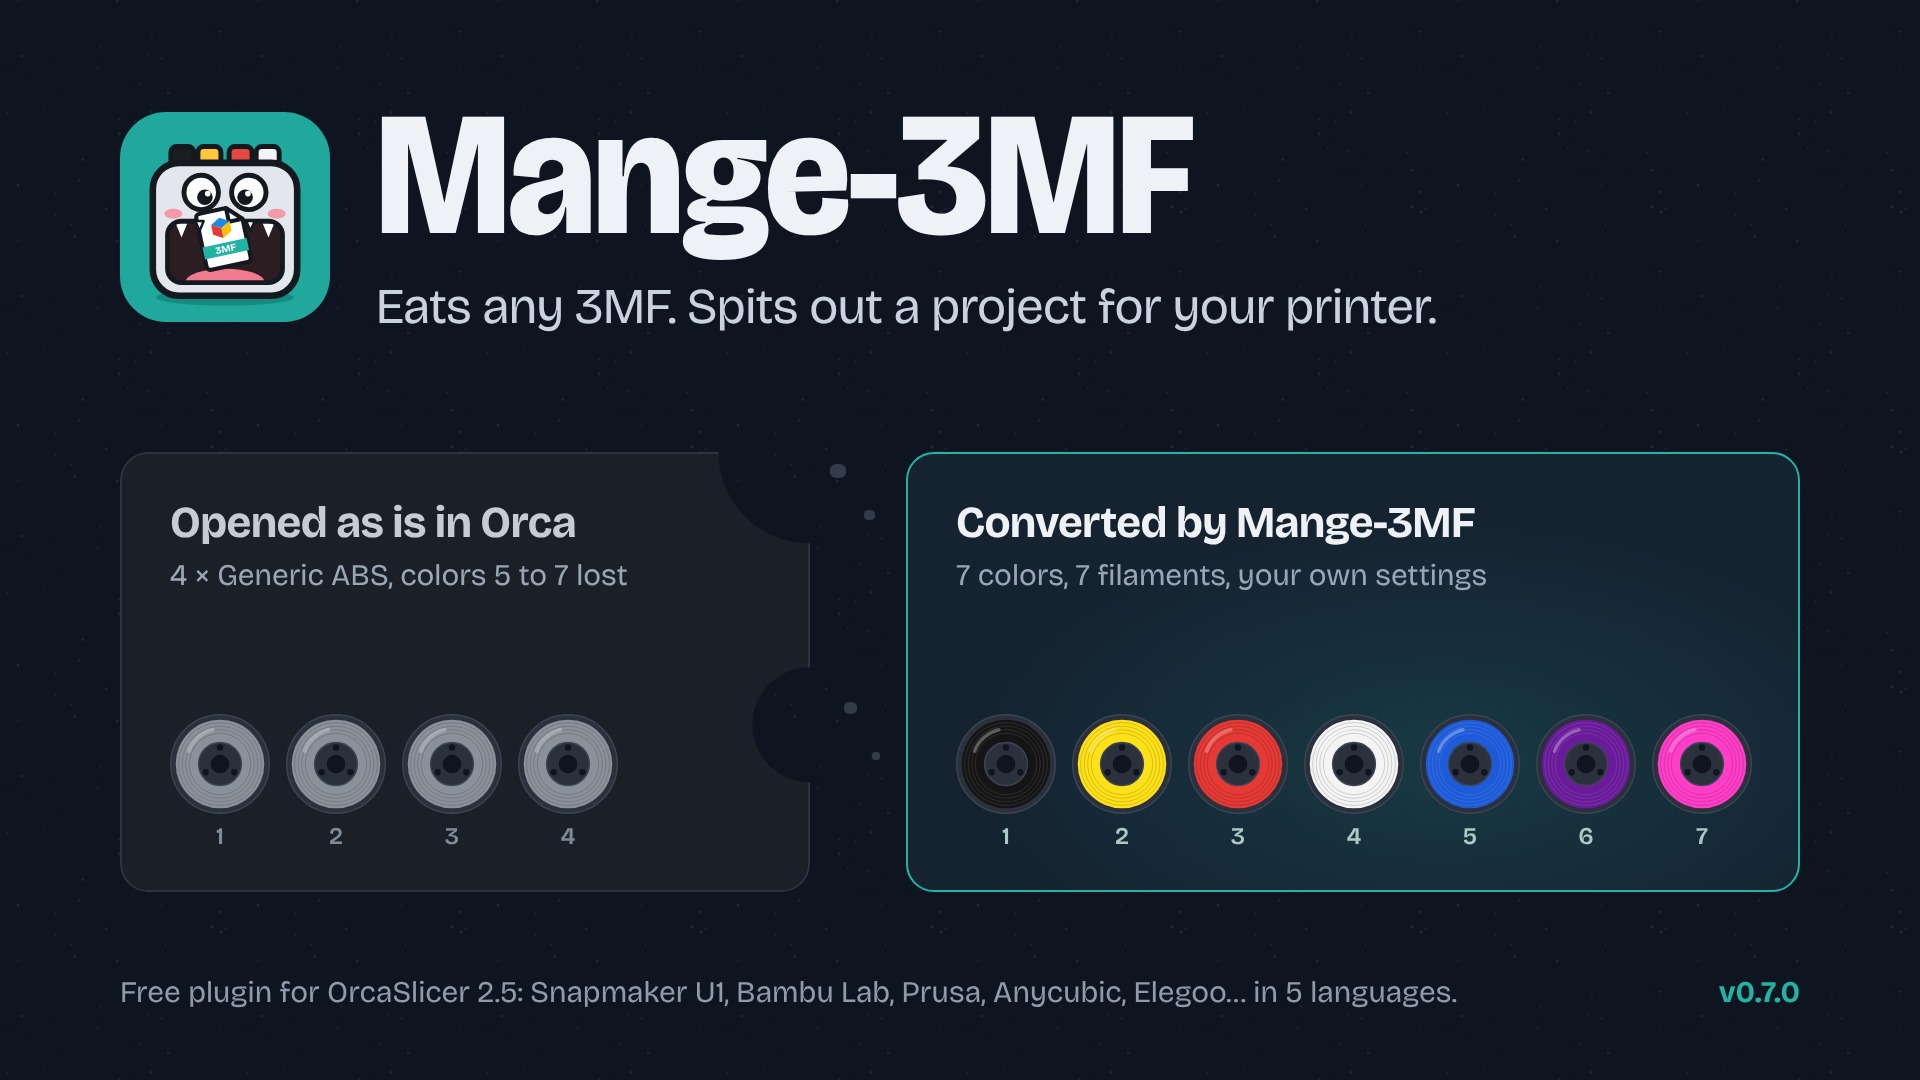 Mange-3MF
3MF
Eats any 3MF. Spits out a project for your printer.
Opened as is in Orca
4 × Generic ABS, colors 5 to 7 lost
1 2 3 4
Converted by Mange-3MF
7 colors, 7 filaments, your own settings
1 2 3 4 5 6 7
Free plugin for OrcaSlicer 2.5: Snapmaker U1, Bambu Lab, Prusa, Anycubic, Elegoo... in 5 languages.
v0.7.0